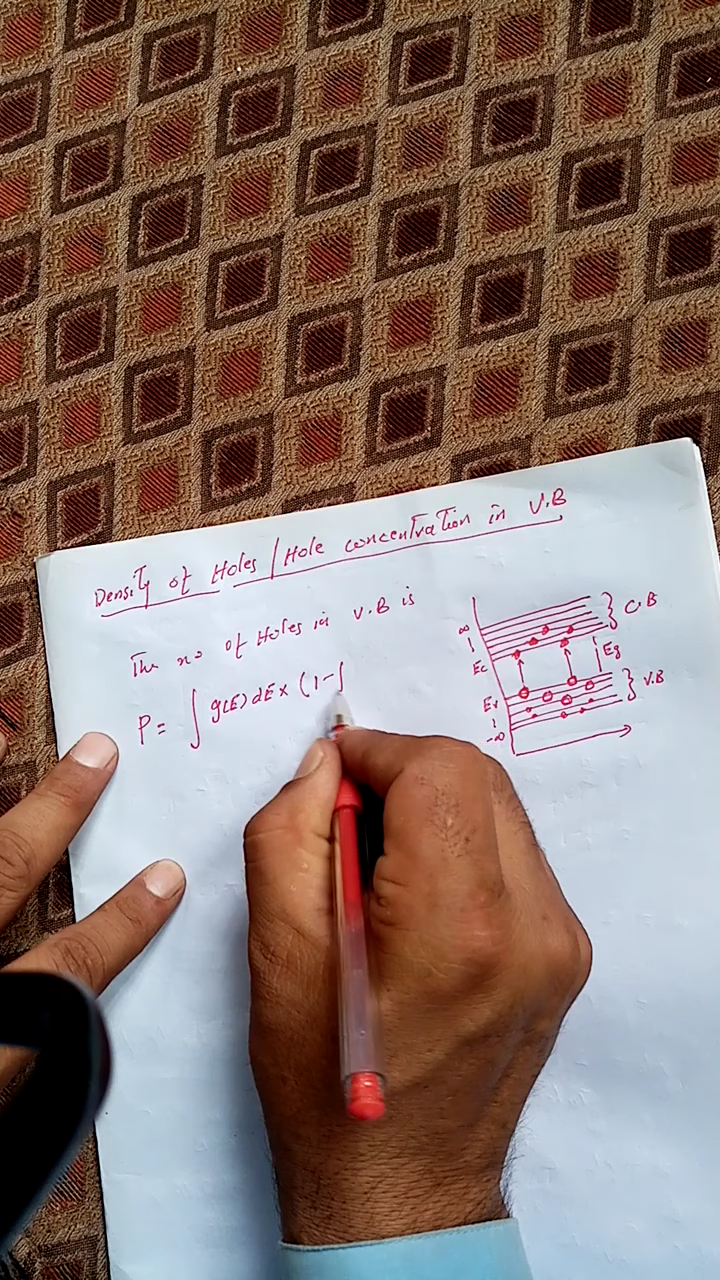 Density of Holes / Hole concentration in V.B
The no of Holes in V.B is
P = ∫ g(E) dE × (1-∫
∞
C.B
Ec
Eg
Ev
V.B
-∞